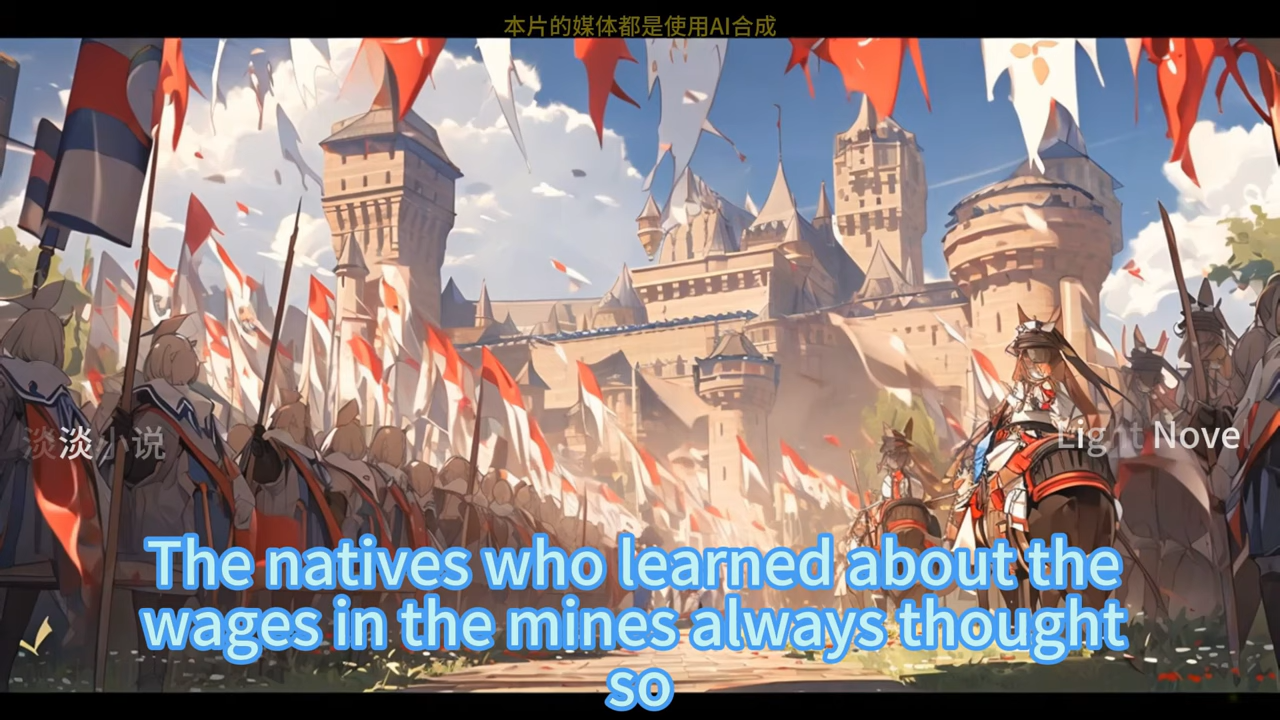 本片的媒体都是使用AI合成
淡淡小说
Light Novel
The natives who learned about the
wages in the mines always thought
so